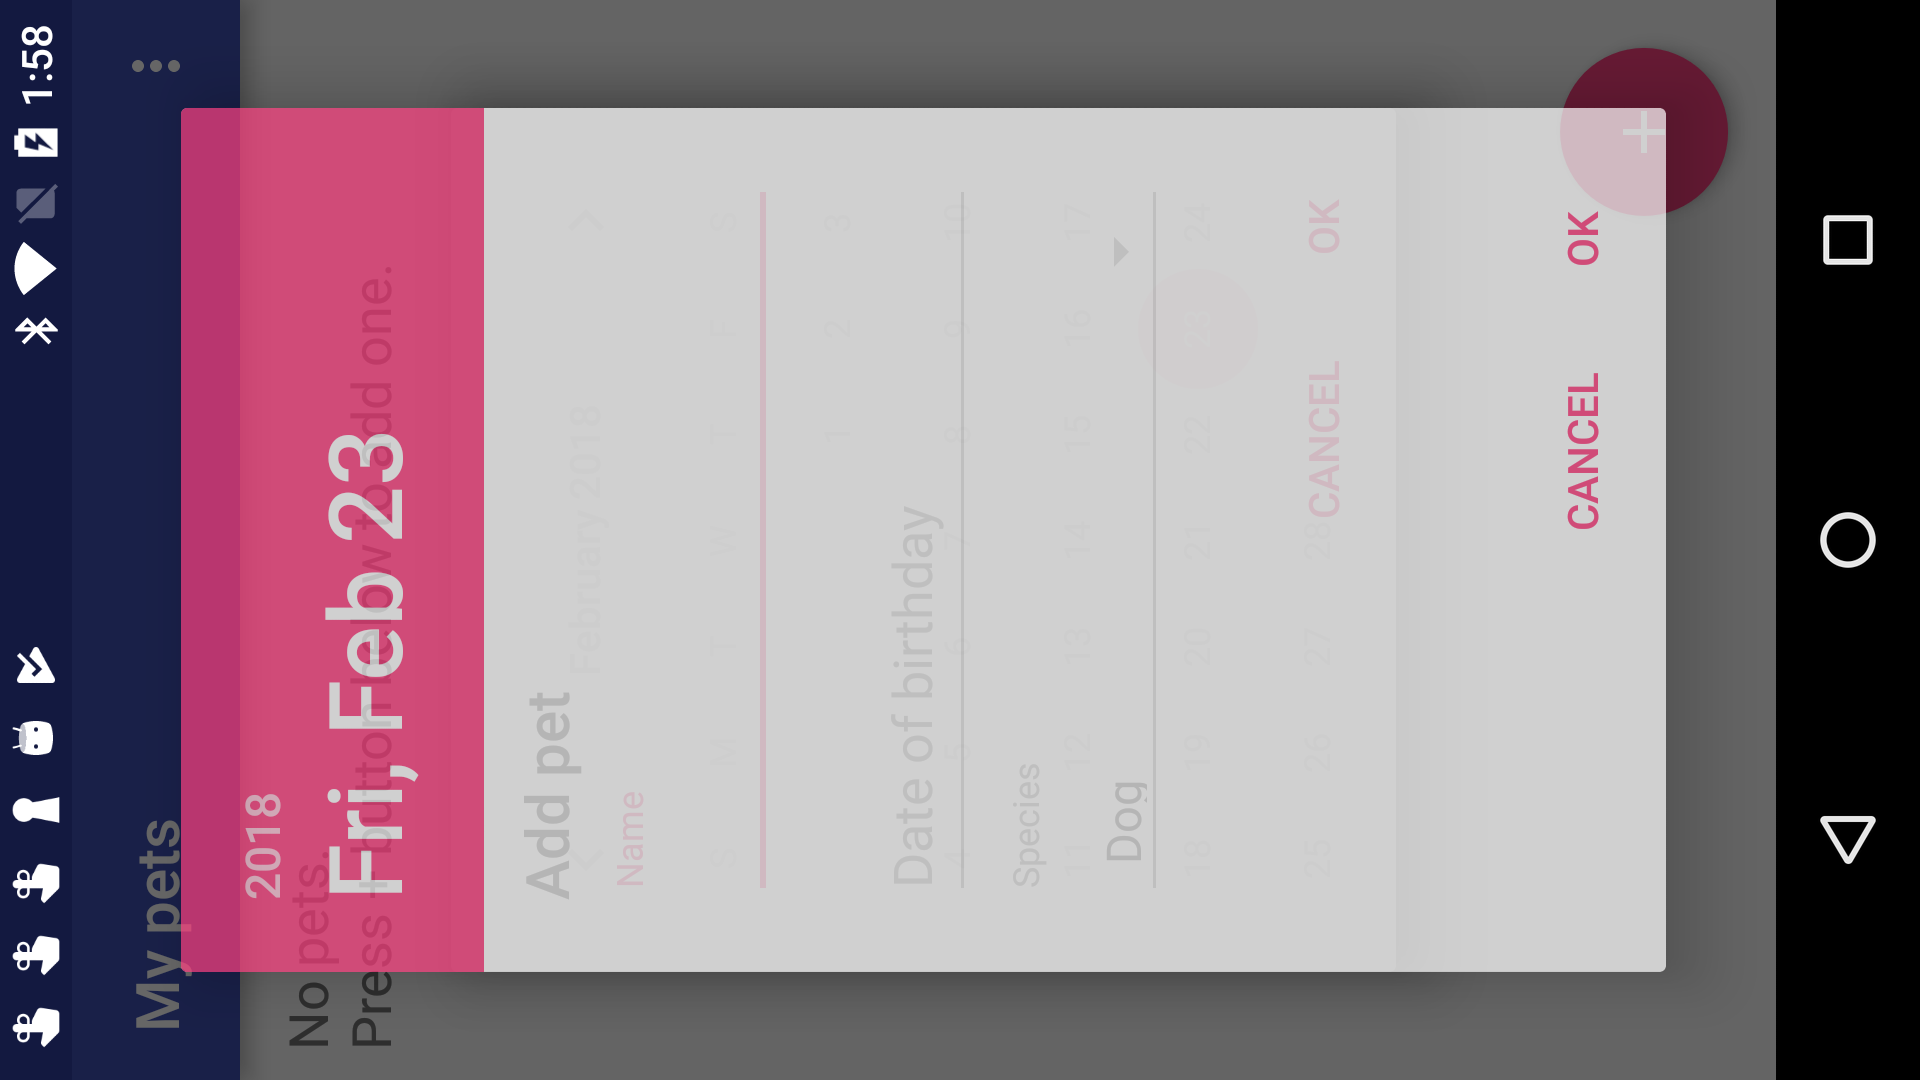 1:58
My pets
2018
Fri, Feb 23
No pets.
Press + button below to add one.
Add pet
February 2018
Name
S M T W T F S
1 2 3
4 5 6 7 8 9 10
Date of birthday
Species
11 12 13 14 15 16 17
Dog
18 19 20 21 22 23 24
25 26 27 28
CANCEL OK
CANCEL OK